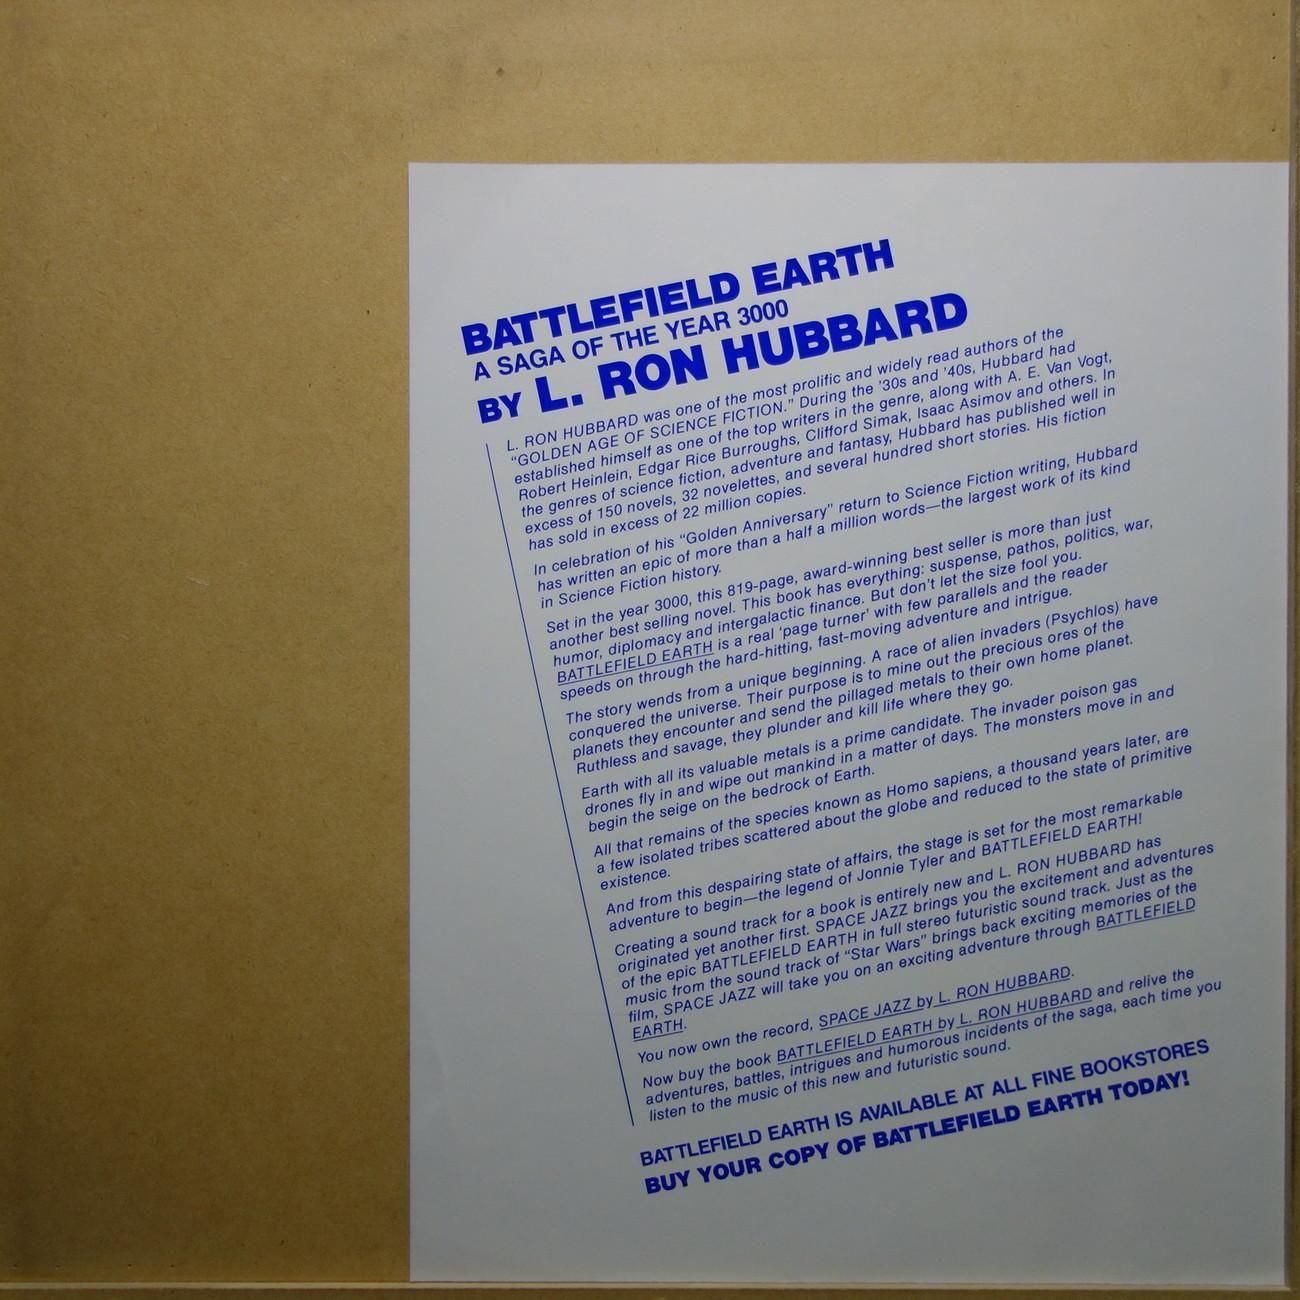 BATTLEFIELD EARTH
A SAGA OF THE YEAR 3000
BY L. RON HUBBARD
L. RON HUBBARD was one of the most prolific and widely read authors of the
“GOLDEN AGE OF SCIENCE FICTION.” During the ’30s and ’40s, Hubbard had
established himself as one of the top writers in the genre, along with A. E. Van Vogt,
Robert Heinlein, Edgar Rice Burroughs, Clifford Simak, Isaac Asimov and others. In
the genres of science fiction, adventure and fantasy, Hubbard has published well in
excess of 150 novels, 32 novelettes, and several hundred short stories. His fiction
has sold in excess of 22 million copies.
In celebration of his “Golden Anniversary” return to Science Fiction writing, Hubbard
has written an epic of more than a half a million words—the largest work of its kind
in Science Fiction history.
Set in the year 3000, this 819-page, award-winning best seller is more than just
another best selling novel. This book has everything: suspense, pathos, politics, war,
humor, diplomacy and intergalactic finance. But don’t let the size fool you.
BATTLEFIELD EARTH is a real ‘page turner’ with few parallels and the reader
speeds on through the hard-hitting, fast-moving adventure and intrigue.
The story wends from a unique beginning. A race of alien invaders (Psychlos) have
conquered the universe. Their purpose is to mine out the precious ores of the
planets they encounter and send the pillaged metals to their own home planet.
Ruthless and savage, they plunder and kill life where they go.
Earth with all its valuable metals is a prime candidate. The invader poison gas
drones fly in and wipe out mankind in a matter of days. The monsters move in and
begin the seige on the bedrock of Earth.
All that remains of the species known as Homo sapiens, a thousand years later, are
a few isolated tribes scattered about the globe and reduced to the state of primitive
existence.
And from this despairing state of affairs, the stage is set for the most remarkable
adventure to begin—the legend of Jonnie Tyler and BATTLEFIELD EARTH!
Creating a sound track for a book is entirely new and L. RON HUBBARD has
originated yet another first. SPACE JAZZ brings you the excitement and adventures
of the epic BATTLEFIELD EARTH in full stereo futuristic sound track. Just as the
music from the sound track of “Star Wars” brings back exciting memories of the
film, SPACE JAZZ will take you on an exciting adventure through BATTLEFIELD
EARTH.
You now own the record, SPACE JAZZ by L. RON HUBBARD.
Now buy the book BATTLEFIELD EARTH by L. RON HUBBARD and relive the
adventures, battles, intrigues and humorous incidents of the saga, each time you
listen to the music of this new and futuristic sound.
BATTLEFIELD EARTH IS AVAILABLE AT ALL FINE BOOKSTORES
BUY YOUR COPY OF BATTLEFIELD EARTH TODAY!